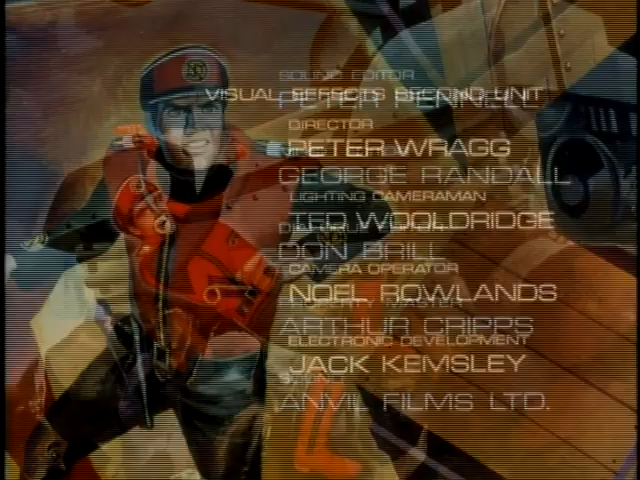 SOUND EDITOR
VISUAL EFFECTS SECOND UNIT
PETER PENNELL
DIRECTOR
PETER WRAGG
GEORGE RANDALL
LIGHTING CAMERAMAN
TED WOOLDRIDGE
DON BRILL
CAMERA OPERATOR
NOEL ROWLANDS
ARTHUR CRIPPS
ELECTRONIC DEVELOPMENT
JACK KEMSLEY
ANVIL FILMS LTD.